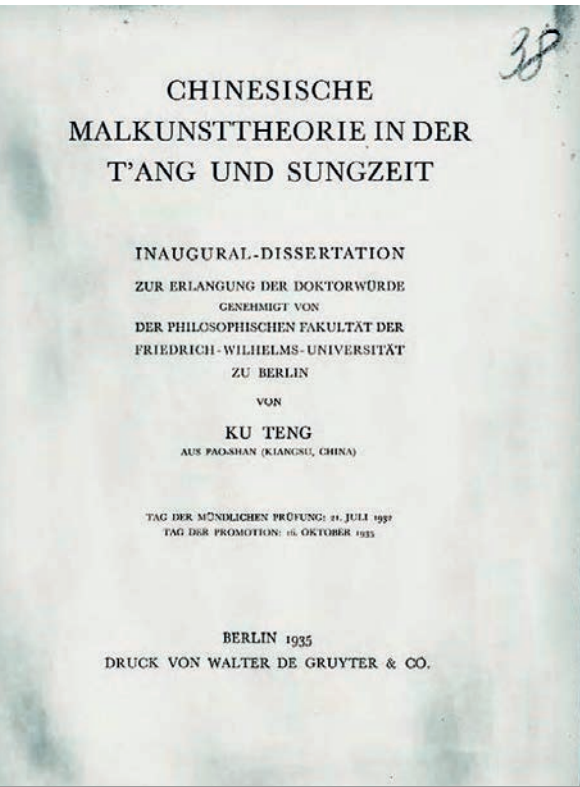 38
CHINESISCHE
MALKUNSTTHEORIE IN DER
T'ANG UND SUNGZEIT
INAUGURAL-DISSERTATION
ZUR ERLANGUNG DER DOKTORWÜRDE
GENEHMIGT VON
DER PHILOSOPHISCHEN FAKULTÄT DER
FRIEDRICH-WILHELMS-UNIVERSITÄT
ZU BERLIN
VON
KU TENG
AUS PAO-SHAN (KIANGSU, CHINA)
TAG DER MÜNDLICHEN PRÜFUNG: 21. JULI 1932
TAG DER PROMOTION: 16. OKTOBER 1935
BERLIN 1935
DRUCK VON WALTER DE GRUYTER & CO.